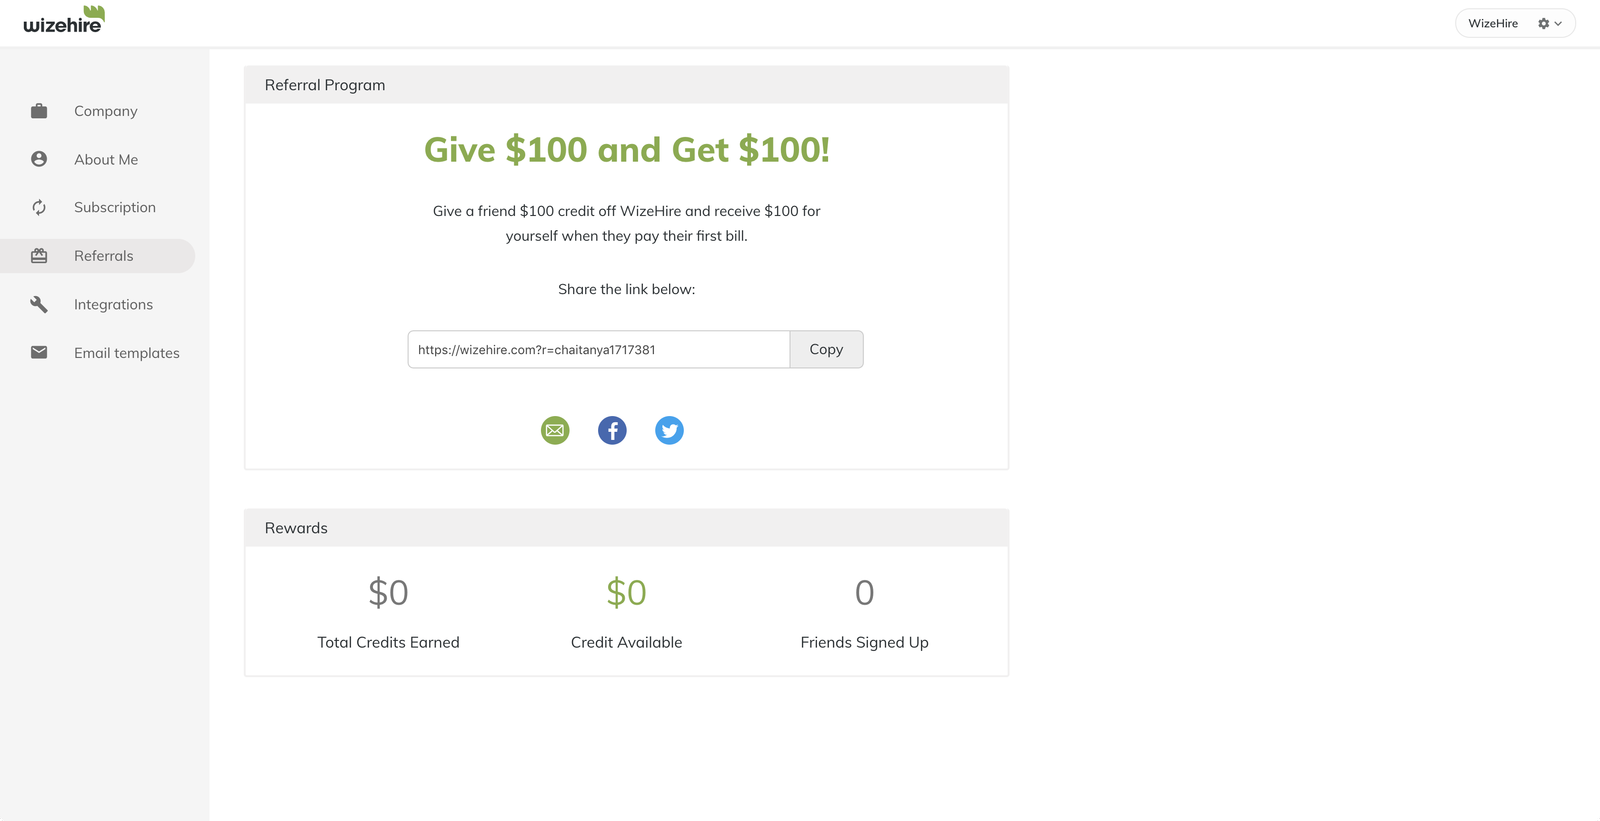 wizehire
WizeHire
Company
About Me
Subscription
Referrals
Integrations
Email templates
Referral Program
Give $100 and Get $100!
Give a friend $100 credit off WizeHire and receive $100 for
yourself when they pay their first bill.
Share the link below:
https://wizehire.com?r=chaitanya1717381
Copy
Rewards
$0
$0
0
Total Credits Earned
Credit Available
Friends Signed Up